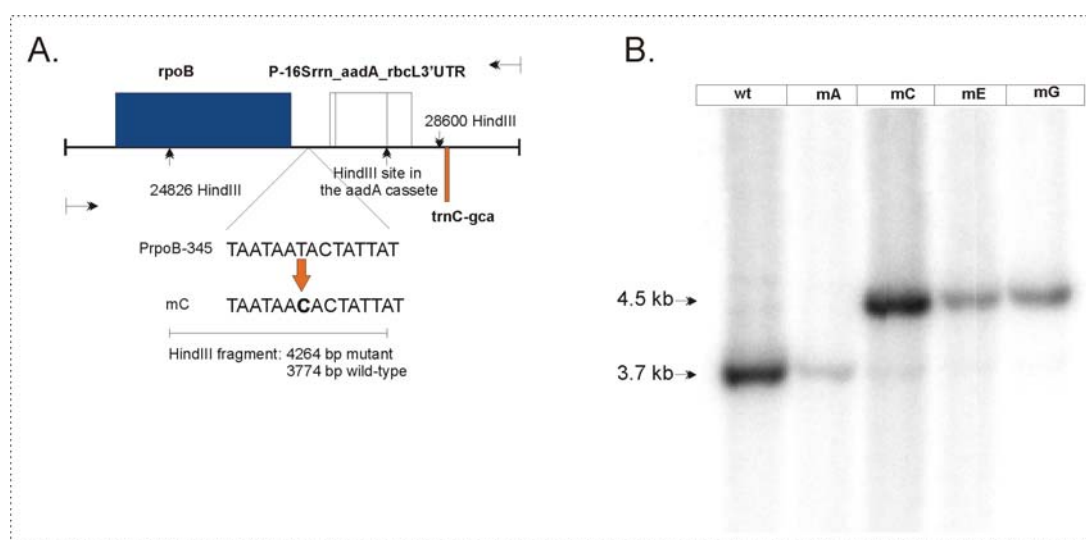 A.
rpoB
P-16Srrn_aadA_rbcL3'UTR
28600 HindIII
24826 HindIII
HindIII site in
the aadA cassete
trnC-gca
PrpoB-345 TAATAATACTATTAT
mC TAATAACACTATTAT
HindIII fragment: 4264 bp mutant
3774 bp wild-type
B.
wt mA mC mE mG
4.5 kb
3.7 kb